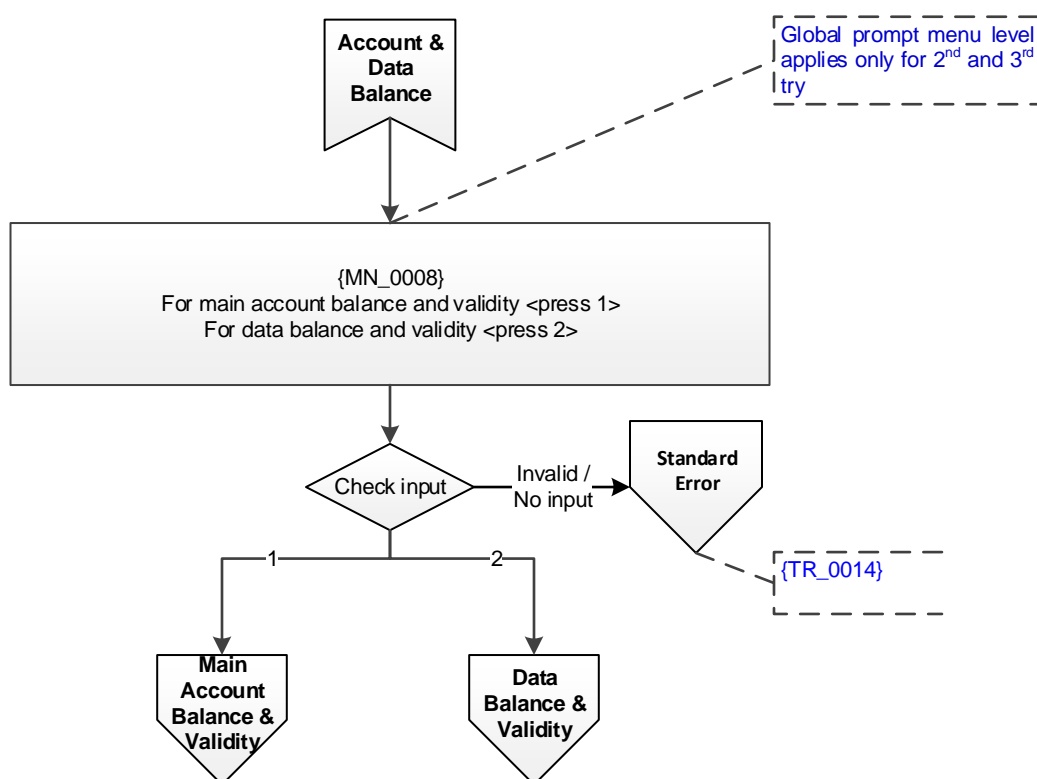 Account &
Data
Balance
Global prompt menu level
applies only for 2nd and 3rd
try
{MN_0008}
For main account balance and validity <press 1>
For data balance and validity <press 2>
Check input
Invalid /
No input
Standard
Error
{TR_0014}
1
2
Main
Account
Balance &
Validity
Data
Balance &
Validity